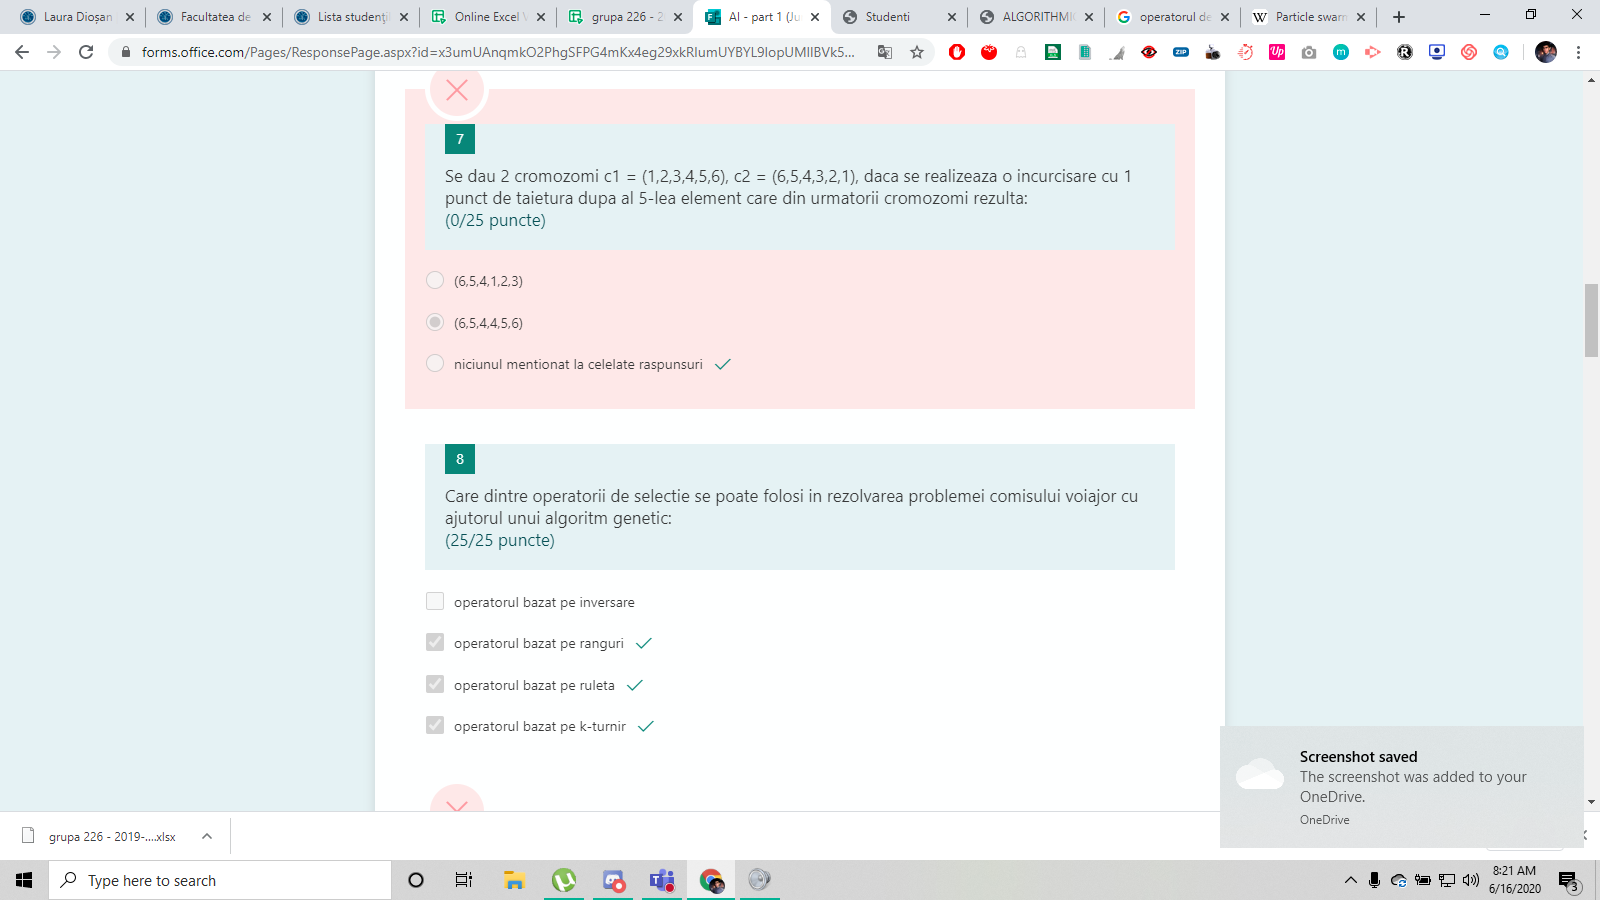 Laura Dioșan
Facultatea de
Lista studenți
Online Excel V
grupa 226 - 2
AI - part 1 (Ju
Studenti
ALGORITHMI
operatorul de
Particle swarm
forms.office.com/Pages/ResponsePage.aspx?id=x3umUAnqmkO2PhgSFPG4mKx4eg29xkRIumUYBYL9IopUMllBVk5...
7
Se dau 2 cromozomi c1 = (1,2,3,4,5,6), c2 = (6,5,4,3,2,1), daca se realizeaza o incurcisare cu 1
punct de taietura dupa al 5-lea element care din urmatorii cromozomi rezulta:
(0/25 puncte)
(6,5,4,1,2,3)
(6,5,4,4,5,6)
niciunul mentionat la celelate raspunsuri
8
Care dintre operatorii de selectie se poate folosi in rezolvarea problemei comisului voiajor cu
ajutorul unui algoritm genetic:
(25/25 puncte)
operatorul bazat pe inversare
operatorul bazat pe ranguri
operatorul bazat pe ruleta
operatorul bazat pe k-turnir
Screenshot saved
The screenshot was added to your
OneDrive.
OneDrive
grupa 226 - 2019-....xlsx
Type here to search
8:21 AM
6/16/2020
3